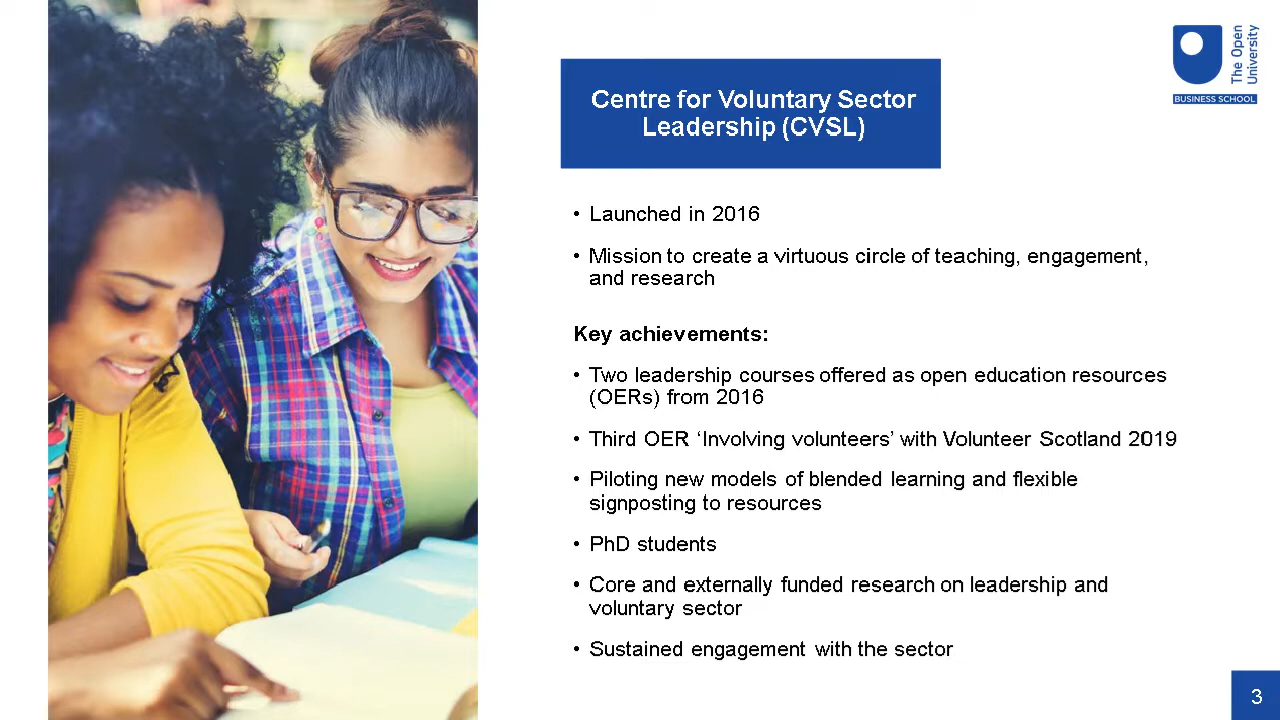 The Open
University
BUSINESS SCHOOL
Centre for Voluntary Sector
Leadership (CVSL)
• Launched in 2016
• Mission to create a virtuous circle of teaching, engagement,
and research
Key achievements:
• Two leadership courses offered as open education resources
(OERs) from 2016
• Third OER ‘Involving volunteers’ with Volunteer Scotland 2019
• Piloting new models of blended learning and flexible
signposting to resources
• PhD students
• Core and externally funded research on leadership and
voluntary sector
• Sustained engagement with the sector
3